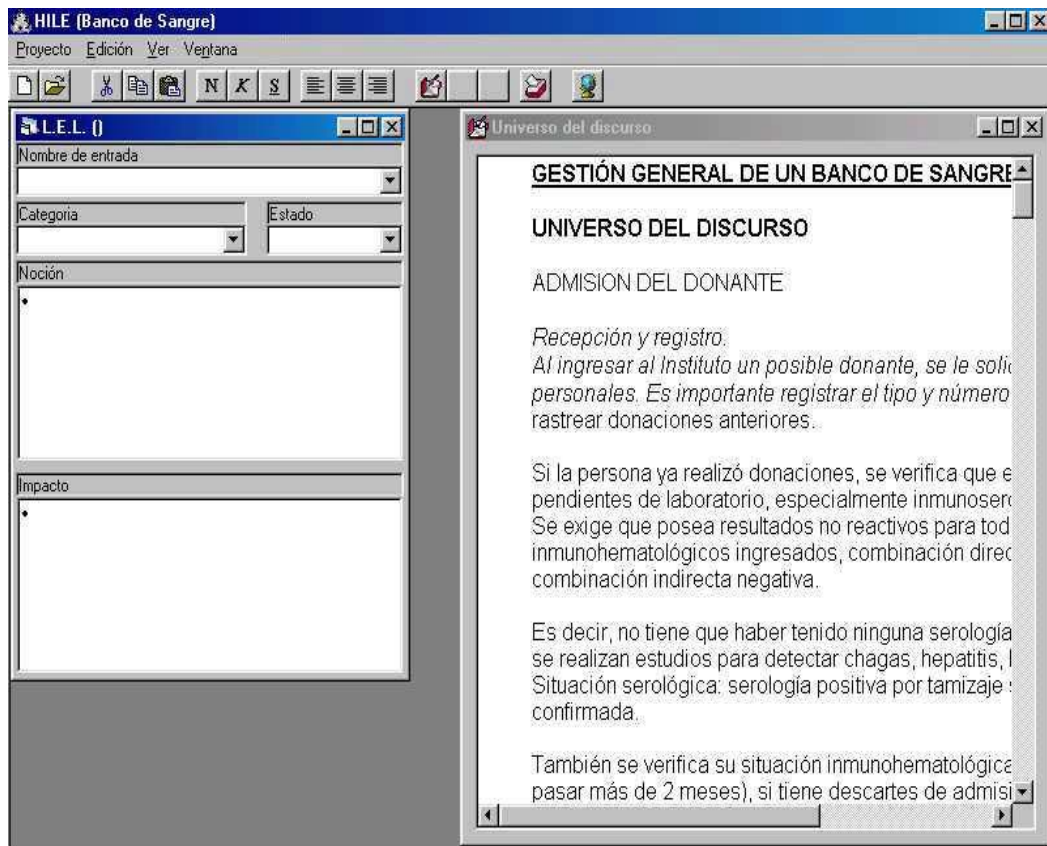 HILE (Banco de Sangre)
Proyecto Edición Ver Ventana
N K S
L.E.L. ()
Nombre de entrada
Categoria Estado
Noción
Impacto
Universo del discurso
GESTIÓN GENERAL DE UN BANCO DE SANGRE
UNIVERSO DEL DISCURSO
ADMISION DEL DONANTE
Recepción y registro.
Al ingresar al Instituto un posible donante, se le soli
personales. Es importante registrar el tipo y número
rastrear donaciones anteriores.
Si la persona ya realizó donaciones, se verifica que e
pendientes de laboratorio, especialmente inmunosero
Se exige que posea resultados no reactivos para tod
inmunohematológicos ingresados, combinación direc
combinación indirecta negativa.
Es decir, no tiene que haber tenido ninguna serología
se realizan estudios para detectar chagas, hepatitis,
Situación serológica: serología positiva por tamizaje
confirmada.
También se verifica su situación inmunohematológica
pasar más de 2 meses), si tiene descartes de admisi